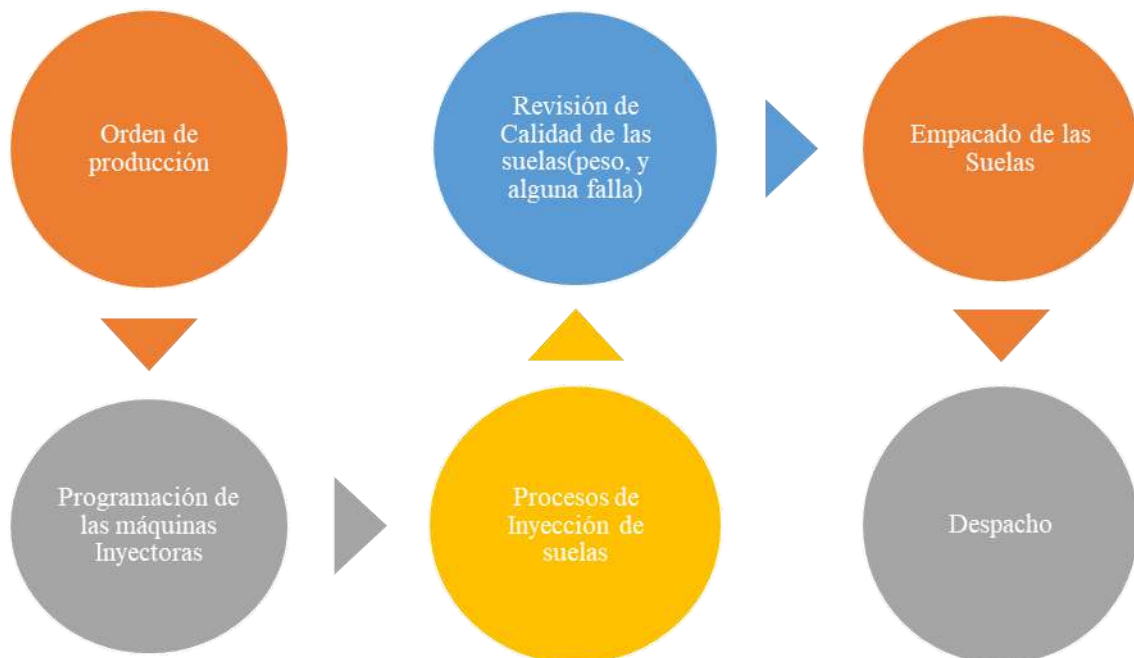 Orden de
producción
Programación de
las máquinas
Inyectoras
Procesos de
Inyección de
suelas
Revisión de
Calidad de las
suelas(peso, y
alguna falla)
Empacado de las
Suelas
Despacho